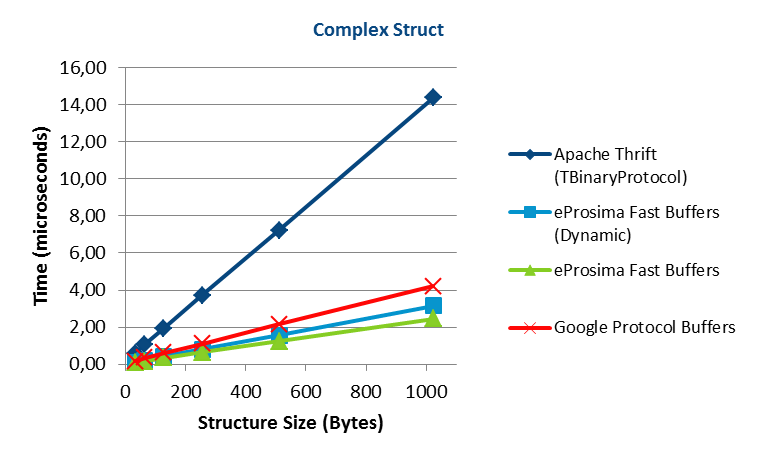 Complex Struct
16,00
14,00
12,00
10,00
8,00
6,00
4,00
2,00
0,00
Time (microseconds)
0 200 400 600 800 1000
Structure Size (Bytes)
Apache Thrift
(TBinaryProtocol)
eProsima Fast Buffers
(Dynamic)
eProsima Fast Buffers
Google Protocol Buffers